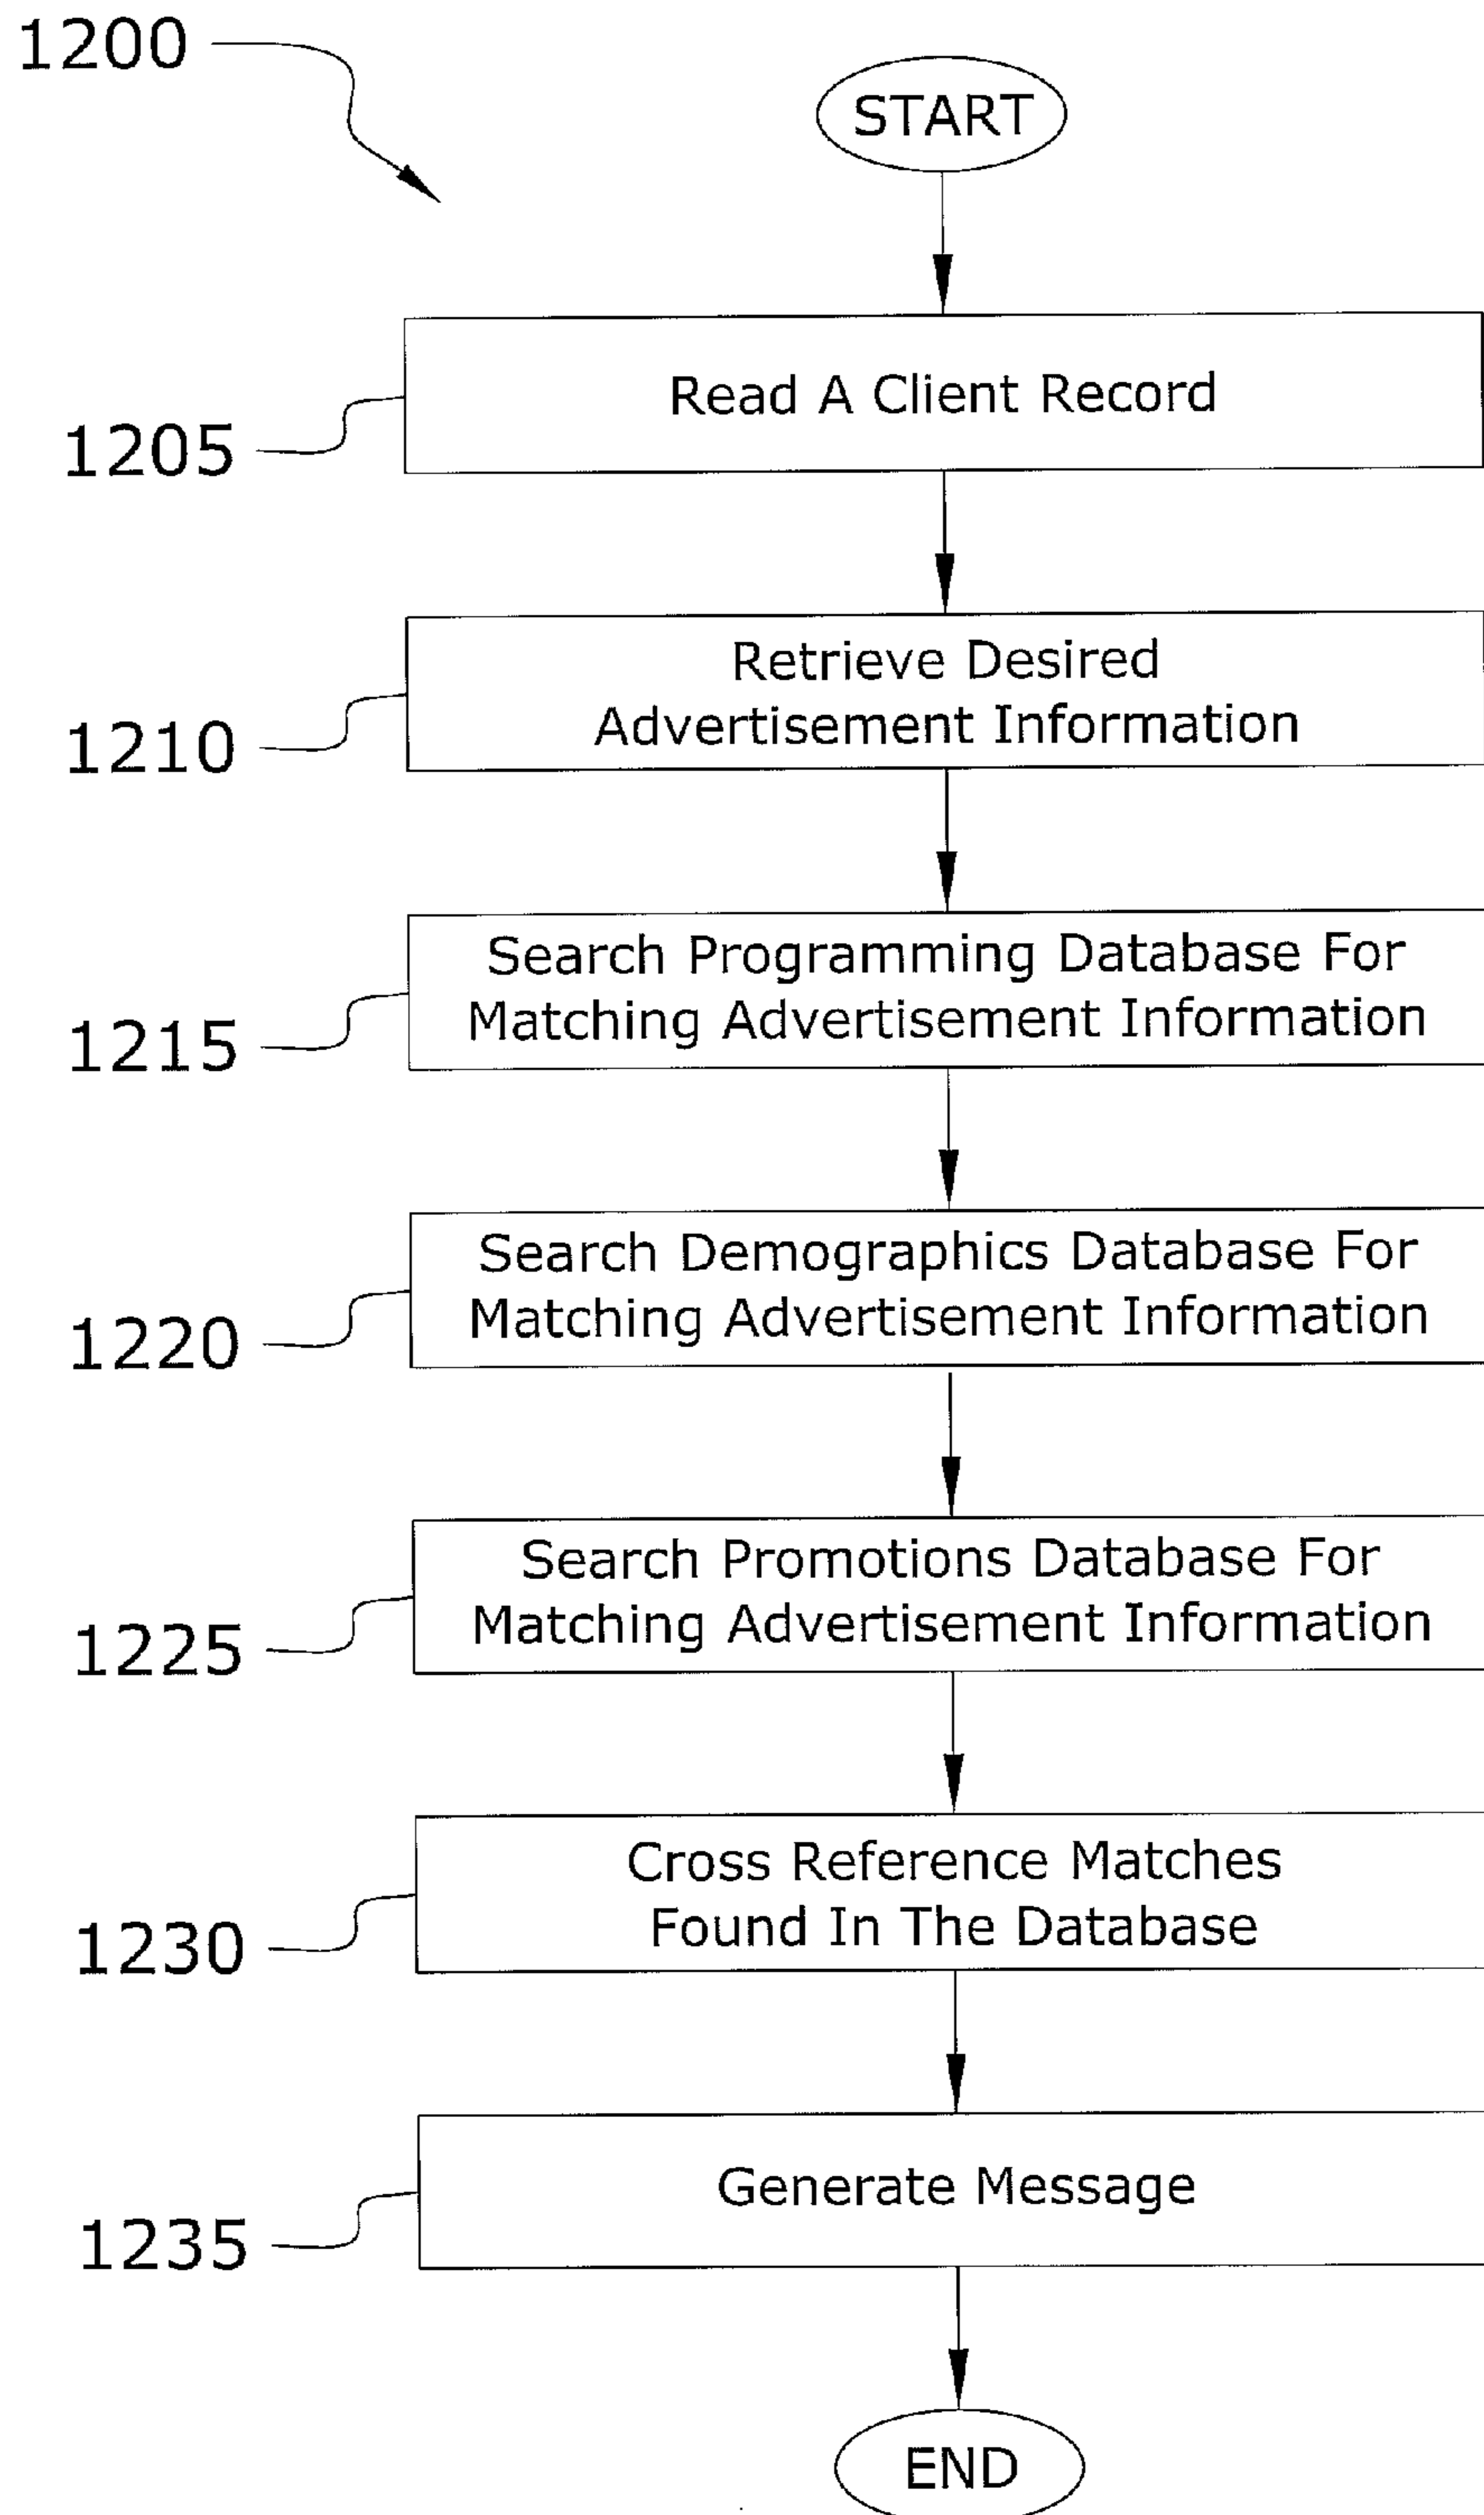 1200
START
Read A Client Record
1205
Retrieve Desired
Advertisement Information
1210
Search Programming Database For
Matching Advertisement Information
1215
Search Demographics Database For
Matching Advertisement Information
1220
Search Promotions Database For
Matching Advertisement Information
1225
Cross Reference Matches
Found In The Database
1230
Generate Message
1235
END